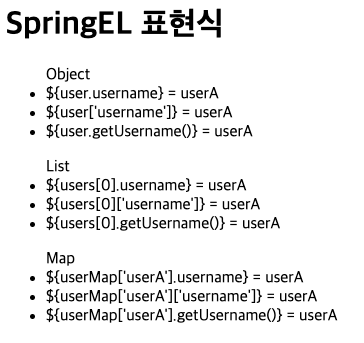 SpringEL 표현식
Object
• ${user.username} = userA
• ${user['username']} = userA
• ${user.getUsername()} = userA
List
• ${users[0].username} = userA
• ${users[0]['username']} = userA
• ${users[0].getUsername()} = userA
Map
• ${userMap['userA'].username} = userA
• ${userMap['userA']['username']} = userA
• ${userMap['userA'].getUsername()} = userA